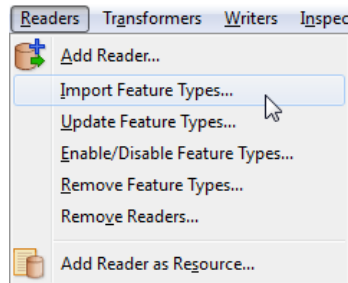 Readers Transformers Writers Inspec
Add Reader...
Import Feature Types...
Update Feature Types...
Enable/Disable Feature Types...
Remove Feature Types...
Remove Readers...
Add Reader as Resource...